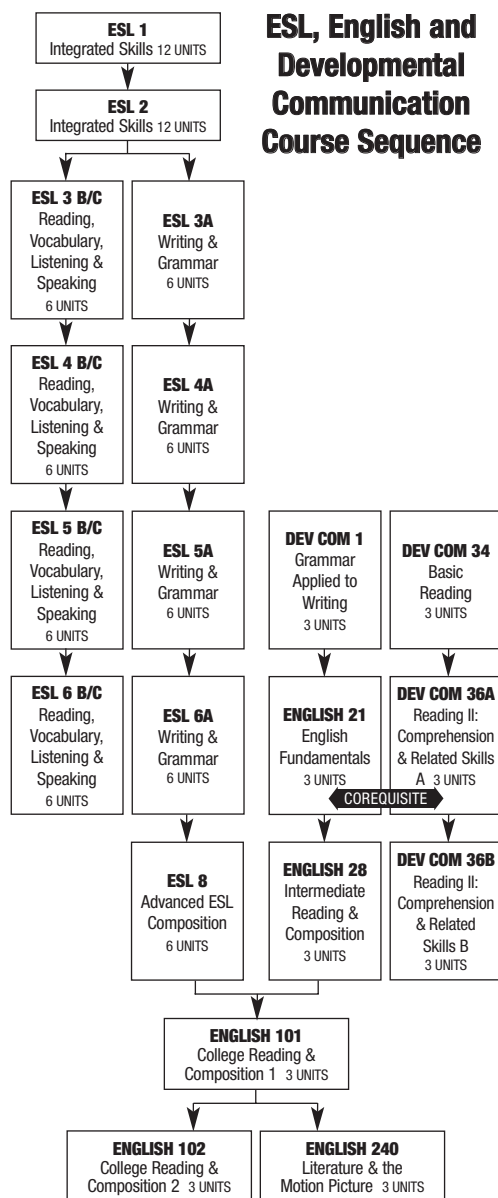 ESL, English and
Developmental
Communication
Course Sequence
ESL 1
Integrated Skills 12 UNITS
ESL 2
Integrated Skills 12 UNITS
ESL 3 B/C
Reading,
Vocabulary,
Listening &
Speaking
6 UNITS
ESL 3A
Writing &
Grammar
6 UNITS
ESL 4 B/C
Reading,
Vocabulary,
Listening &
Speaking
6 UNITS
ESL 4A
Writing &
Grammar
6 UNITS
ESL 5 B/C
Reading,
Vocabulary,
Listening &
Speaking
6 UNITS
ESL 5A
Writing &
Grammar
6 UNITS
DEV COM 1
Grammar
Applied to
Writing
3 UNITS
DEV COM 34
Basic
Reading
3 UNITS
ESL 6 B/C
Reading,
Vocabulary,
Listening &
Speaking
6 UNITS
ESL 6A
Writing &
Grammar
6 UNITS
ENGLISH 21
English
Fundamentals
3 UNITS
DEV COM 36A
Reading II:
Comprehension
& Related Skills
A 3 UNITS
COREQUISITE
ESL 8
Advanced ESL
Composition
6 UNITS
ENGLISH 28
Intermediate
Reading &
Composition
3 UNITS
DEV COM 36B
Reading II:
Comprehension
& Related
Skills B
3 UNITS
ENGLISH 101
College Reading &
Composition 1 3 UNITS
ENGLISH 102
College Reading &
Composition 2 3 UNITS
ENGLISH 240
Literature & the
Motion Picture 3 UNITS